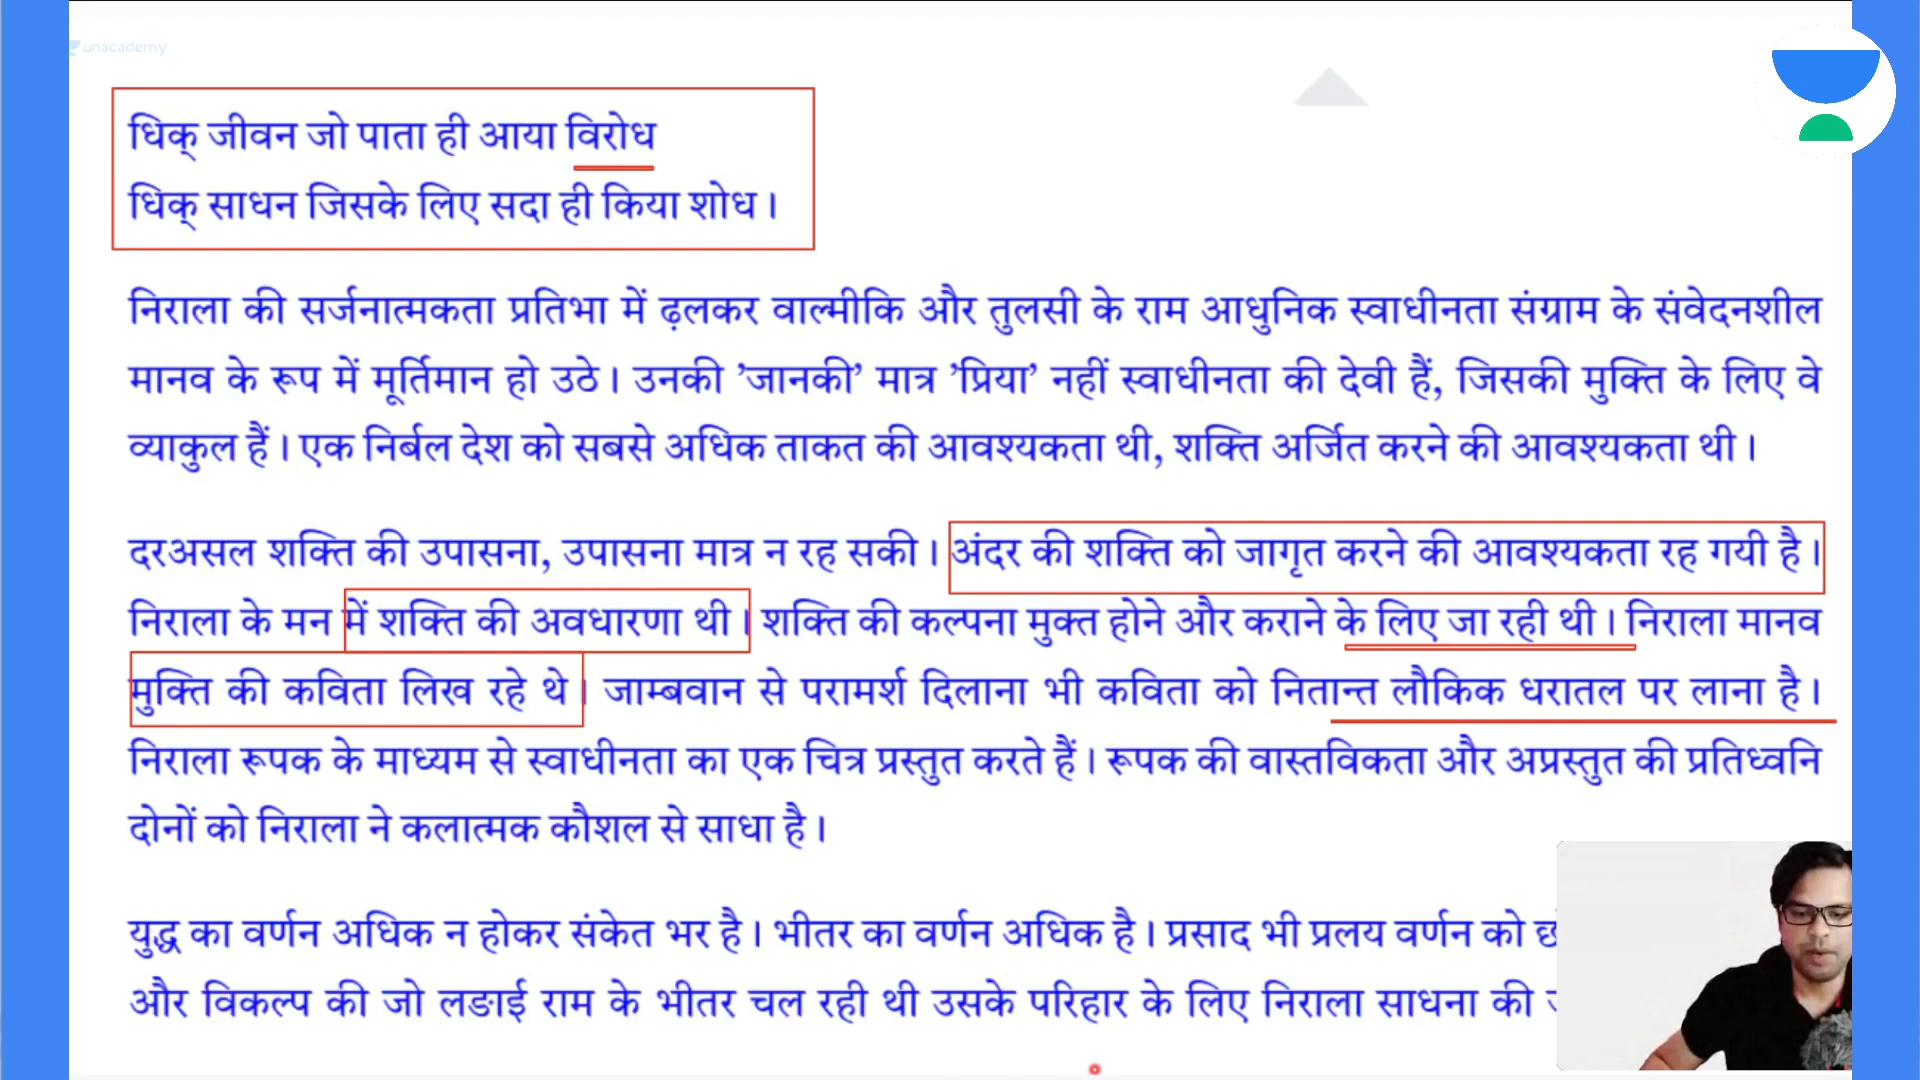 unacademy
धिक् जीवन जो पाता ही आया विरोध
धिक् साधन जिसके लिए सदा ही किया शोध।
निराला की सर्जनात्मकता प्रतिभा में ढ़लकर वाल्मीकि और तुलसी के राम आधुनिक स्वाधीनता संग्राम के संवेदनशील
मानव के रूप में मूर्तिमान हो उठे। उनकी ’जानकी’ मात्र ’प्रिया’ नहीं स्वाधीनता की देवी हैं, जिसकी मुक्ति के लिए वे
व्याकुल हैं। एक निर्बल देश को सबसे अधिक ताकत की आवश्यकता थी, शक्ति अर्जित करने की आवश्यकता थी।
दरअसल शक्ति की उपासना, उपासना मात्र न रह सकी। अंदर की शक्ति को जागृत करने की आवश्यकता रह गयी है।
निराला के मन में शक्ति की अवधारणा थी। शक्ति की कल्पना मुक्त होने और कराने के लिए जा रही थी। निराला मानव
मुक्ति की कविता लिख रहे थे। जाम्बवान से परामर्श दिलाना भी कविता को नितान्त लौकिक धरातल पर लाना है।
निराला रूपक के माध्यम से स्वाधीनता का एक चित्र प्रस्तुत करते हैं। रूपक की वास्तविकता और अप्रस्तुत की प्रतिध्वनि
दोनों को निराला ने कलात्मक कौशल से साधा है।
युद्ध का वर्णन अधिक न होकर संकेत भर है। भीतर का वर्णन अधिक है। प्रसाद भी प्रलय वर्णन को
और विकल्प की जो लङाई राम के भीतर चल रही थी उसके परिहार के लिए निराला साधना की